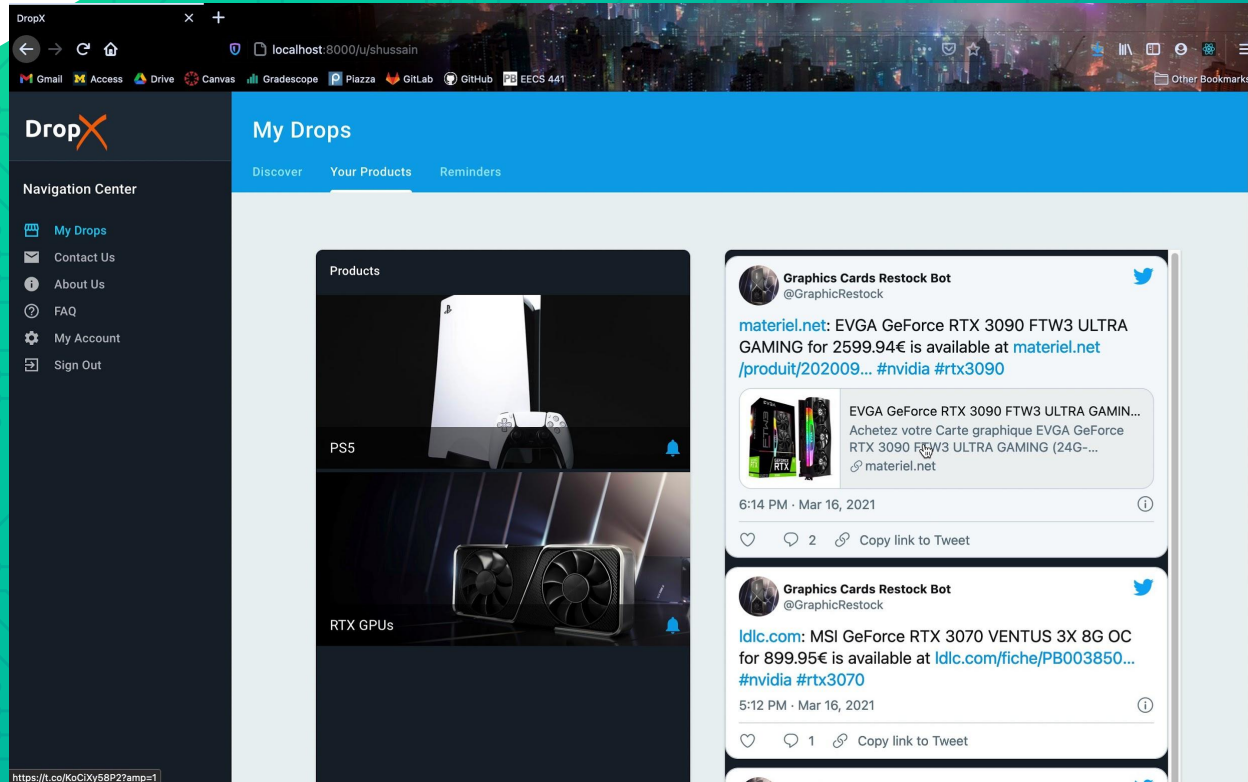 DropX
localhost:8000/u/shussain
Gmail Access Drive Canvas Gradescope Piazza GitLab GitHub PB EECS 441 Other Bookmarks
DropX
Navigation Center
My Drops
Contact Us
About Us
FAQ
My Account
Sign Out
My Drops
Discover Your Products Reminders
Products
PS5
RTX GPUs
Graphics Cards Restock Bot
@GraphicRestock
materiel.net: EVGA GeForce RTX 3090 FTW3 ULTRA
GAMING for 2599.94€ is available at materiel.net
/produit/202009... #nvidia #rtx3090
EVGA GeForce RTX 3090 FTW3 ULTRA GAMIN...
Achetez votre Carte graphique EVGA GeForce
RTX 3090 FTW3 ULTRA GAMING (24G-...
materiel.net
6:14 PM · Mar 16, 2021
2 Copy link to Tweet
Graphics Cards Restock Bot
@GraphicRestock
ldlc.com: MSI GeForce RTX 3070 VENTUS 3X 8G OC
for 899.95€ is available at ldlc.com/fiche/PB003850...
#nvidia #rtx3070
5:12 PM · Mar 16, 2021
1 Copy link to Tweet
https://t.co/KoCiXy58P2?amp=1